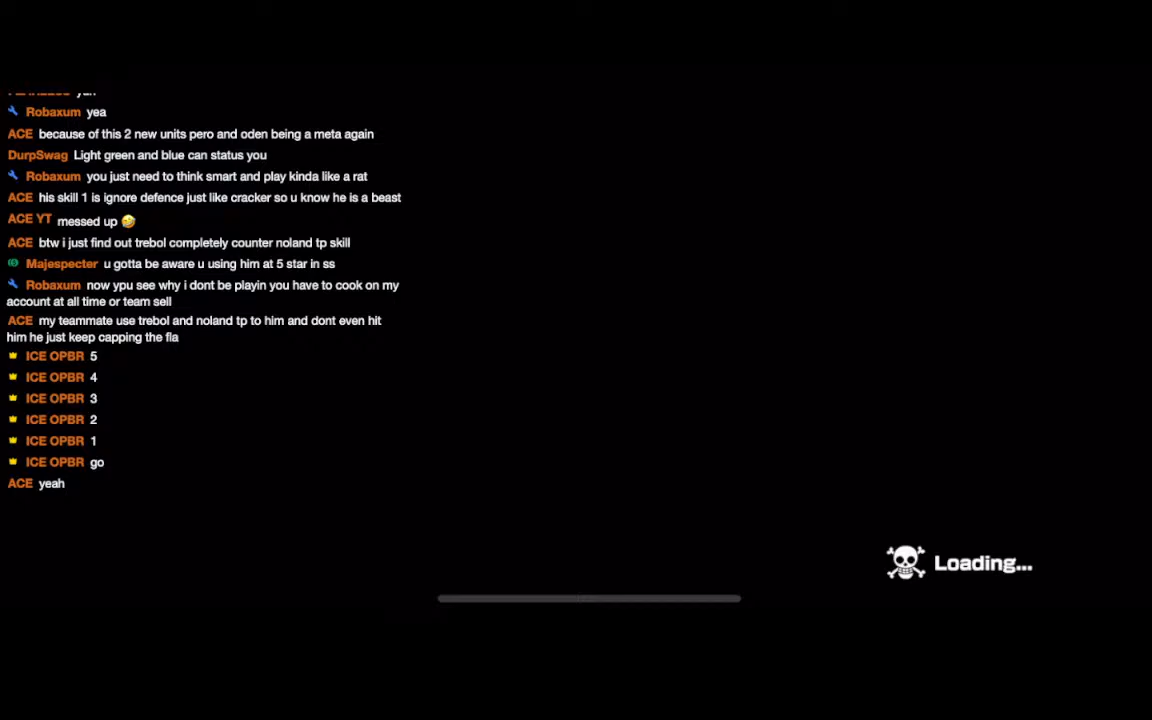 Robaxum yea
ACE because of this 2 new units pero and oden being a meta again
DurpSwag Light green and blue can status you
Robaxum you just need to think smart and play kinda like a rat
ACE his skill 1 is ignore defence just like cracker so u know he is a beast
ACE YT messed up 🤣
ACE btw i just find out trebol completely counter noland tp skill
Majespecter u gotta be aware u using him at 5 star in ss
Robaxum now ypu see why i dont be playin you have to cook on my
account at all time or team sell
ACE my teammate use trebol and noland tp to him and dont even hit
him he just keep capping the fla
ICE OPBR 5
ICE OPBR 4
ICE OPBR 3
ICE OPBR 2
ICE OPBR 1
ICE OPBR go
ACE yeah
Loading...